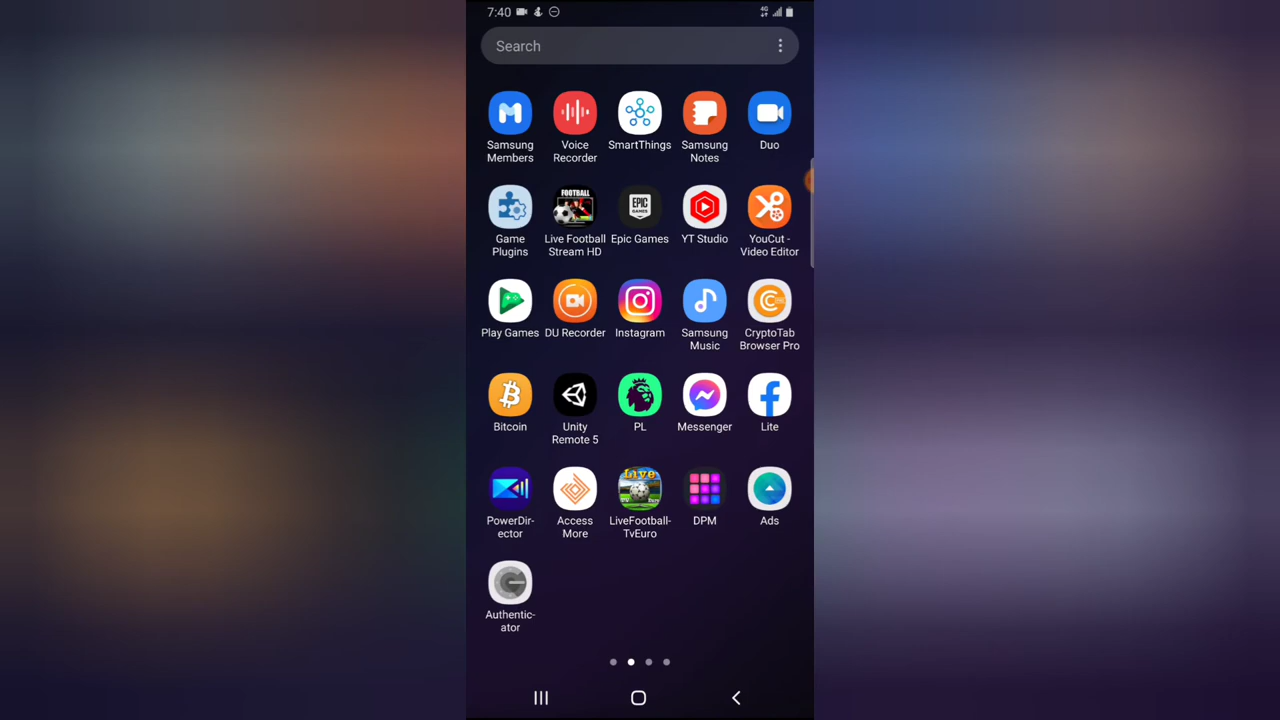 7:40
4G
Search
Samsung
Members
Voice
Recorder
SmartThings
Samsung
Notes
Duo
Game
Plugins
FOOTBALL
Live Football
Stream HD
EPIC
GAMES
Epic Games
YT Studio
YouCut -
Video Editor
Play Games
DU Recorder
Instagram
Samsung
Music
CryptoTab
Browser Pro
Bitcoin
Unity
Remote 5
PL
Messenger
Lite
PowerDir-
ector
Access
More
Live
LiveFootball-
TvEuro
DPM
Ads
Authentic-
ator